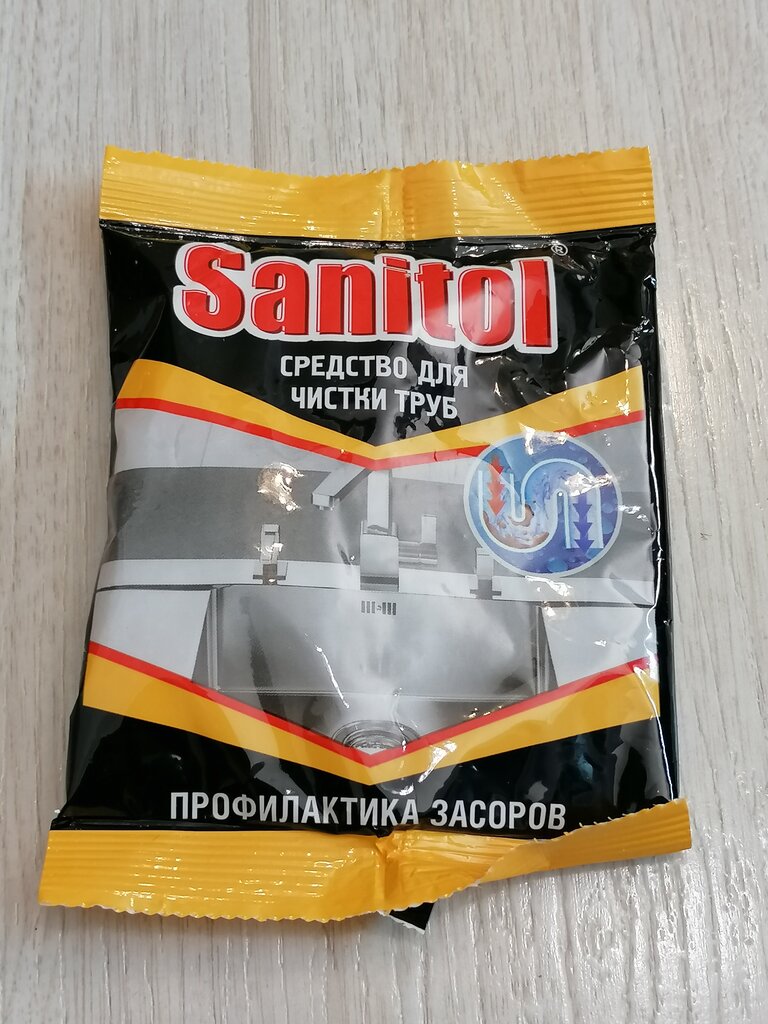 Sanitol®
СРЕДСТВО ДЛЯ
ЧИСТКИ ТРУБ
ПРОФИЛАКТИКА ЗАСОРОВ